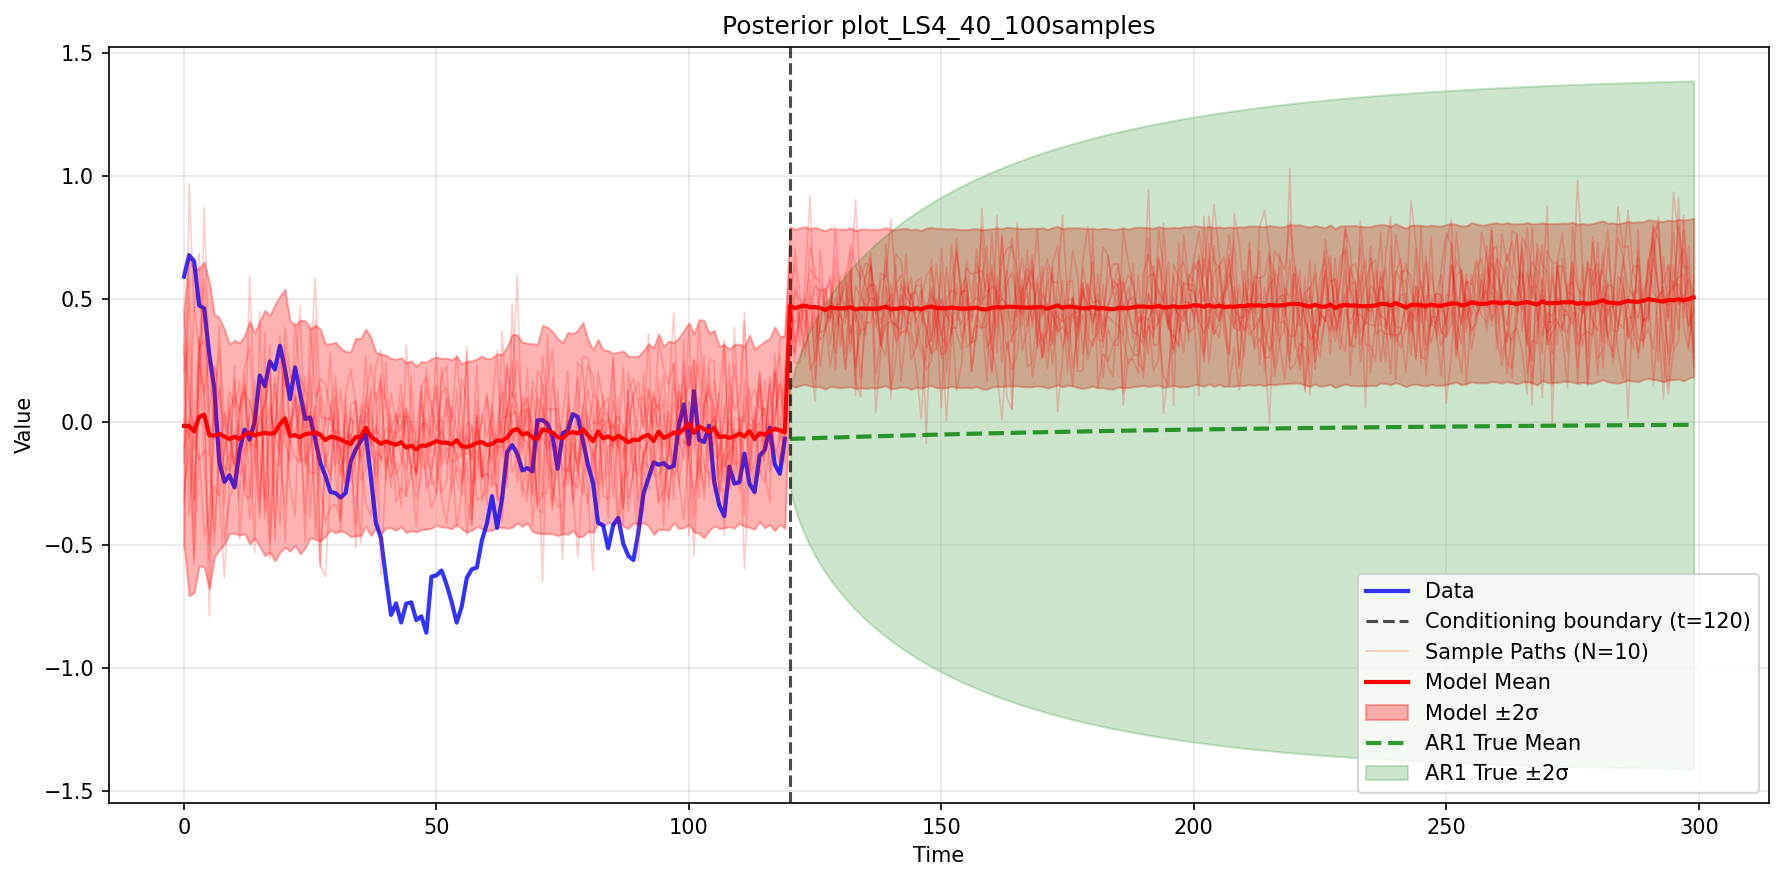 Posterior plot_LS4_40_100samples
Value
1.5
1.0
0.5
0.0
−0.5
−1.0
−1.5
0
50
100
150
200
250
300
Time
Data
Conditioning boundary (t=120)
Sample Paths (N=10)
Model Mean
Model ±2σ
AR1 True Mean
AR1 True ±2σ